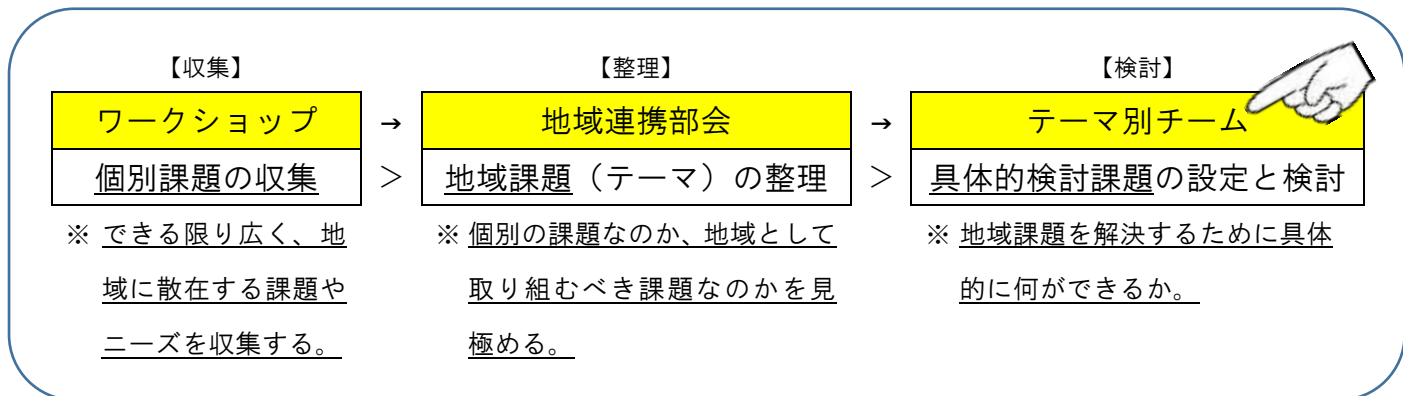 【収集】
【整理】
【検討】
ワークショップ → 地域連携部会 → テーマ別チーム
個別課題の収集 > 地域課題（テーマ）の整理 > 具体的検討課題の設定と検討
※ できる限り広く、地
域に散在する課題や
ニーズを収集する。
※ 個別の課題なのか、地域として
取り組むべき課題なのかを見
極める。
※ 地域課題を解決するために具体
的に何ができるか。